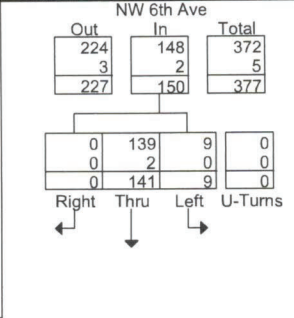 NW 6th Ave
Out In Total
224 148 372
3 2 5
227 150 377
0 139 9 0
0 2 0 0
0 141 9 0
Right Thru Left U-Turns